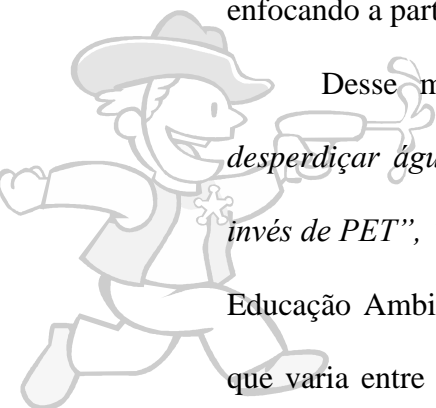 enfocando a part
Desse m
desperdiçar águ
invés de PET”,
Educação Ambi
que varia entre